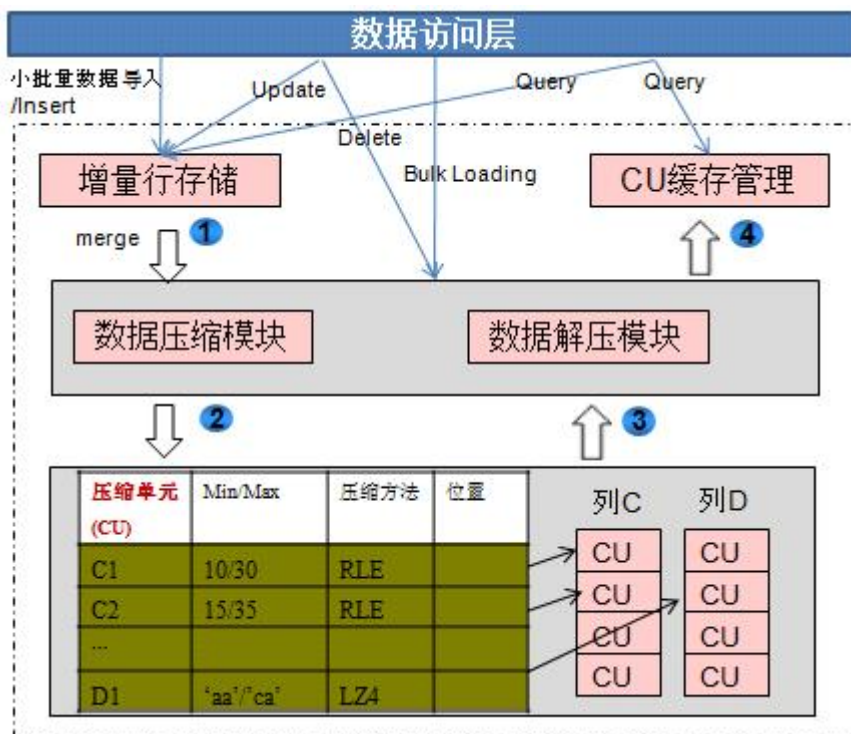 数据访问层
小批量数据导入
/Insert
Update
Delete
Bulk Loading
Query
Query
增量行存储
CU缓存管理
merge
1
4
数据压缩模块
数据解压模块
2
3
压缩单元
(CU)
Min/Max
压缩方法
位置
C1
10/30
RLE
C2
15/35
RLE
...
D1
‘aa’/’ca’
LZ4
列C
列D
CU
CU
CU
CU
CU
CU
CU
CU